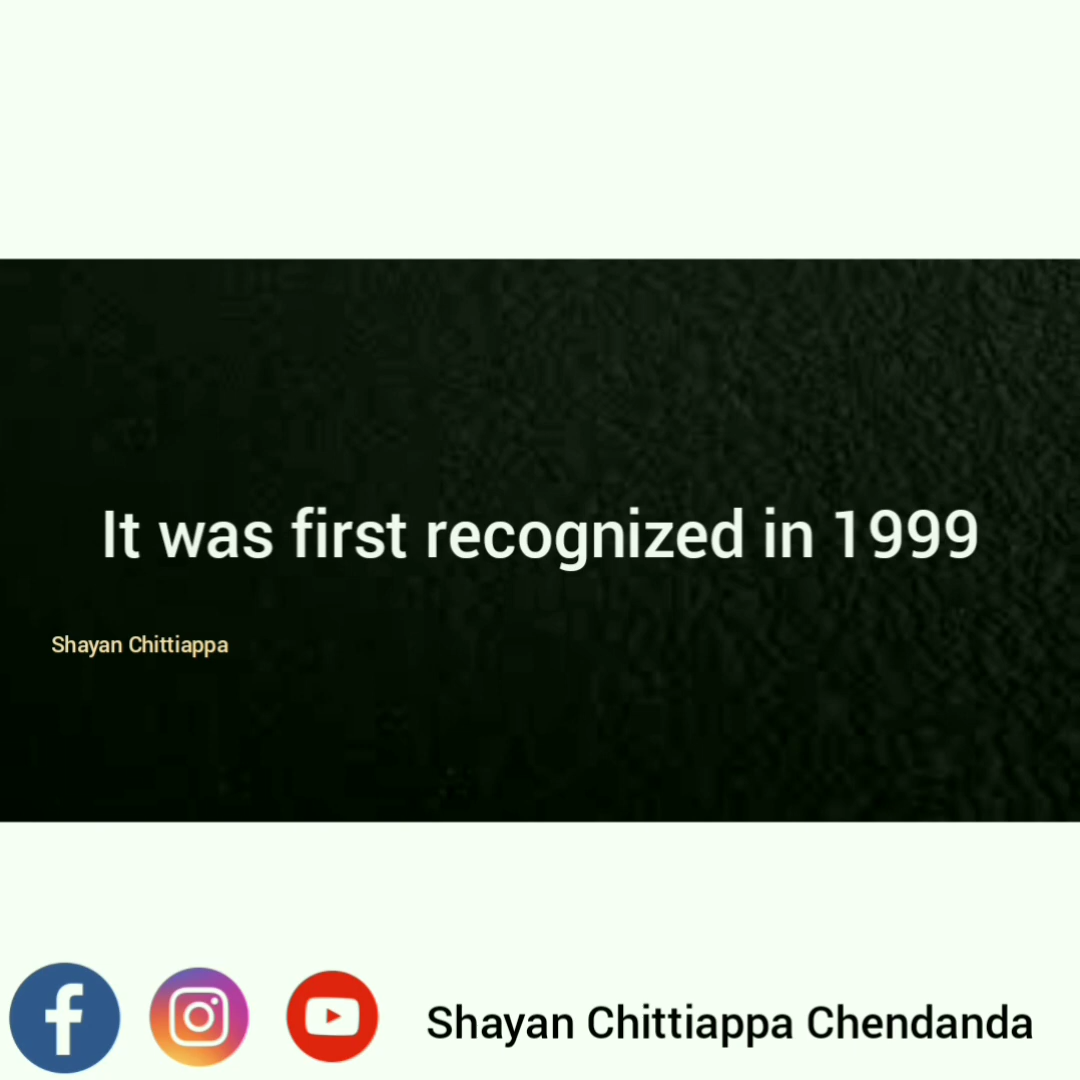 It was first recognized in 1999
Shayan Chittiappa
Shayan Chittiappa Chendanda